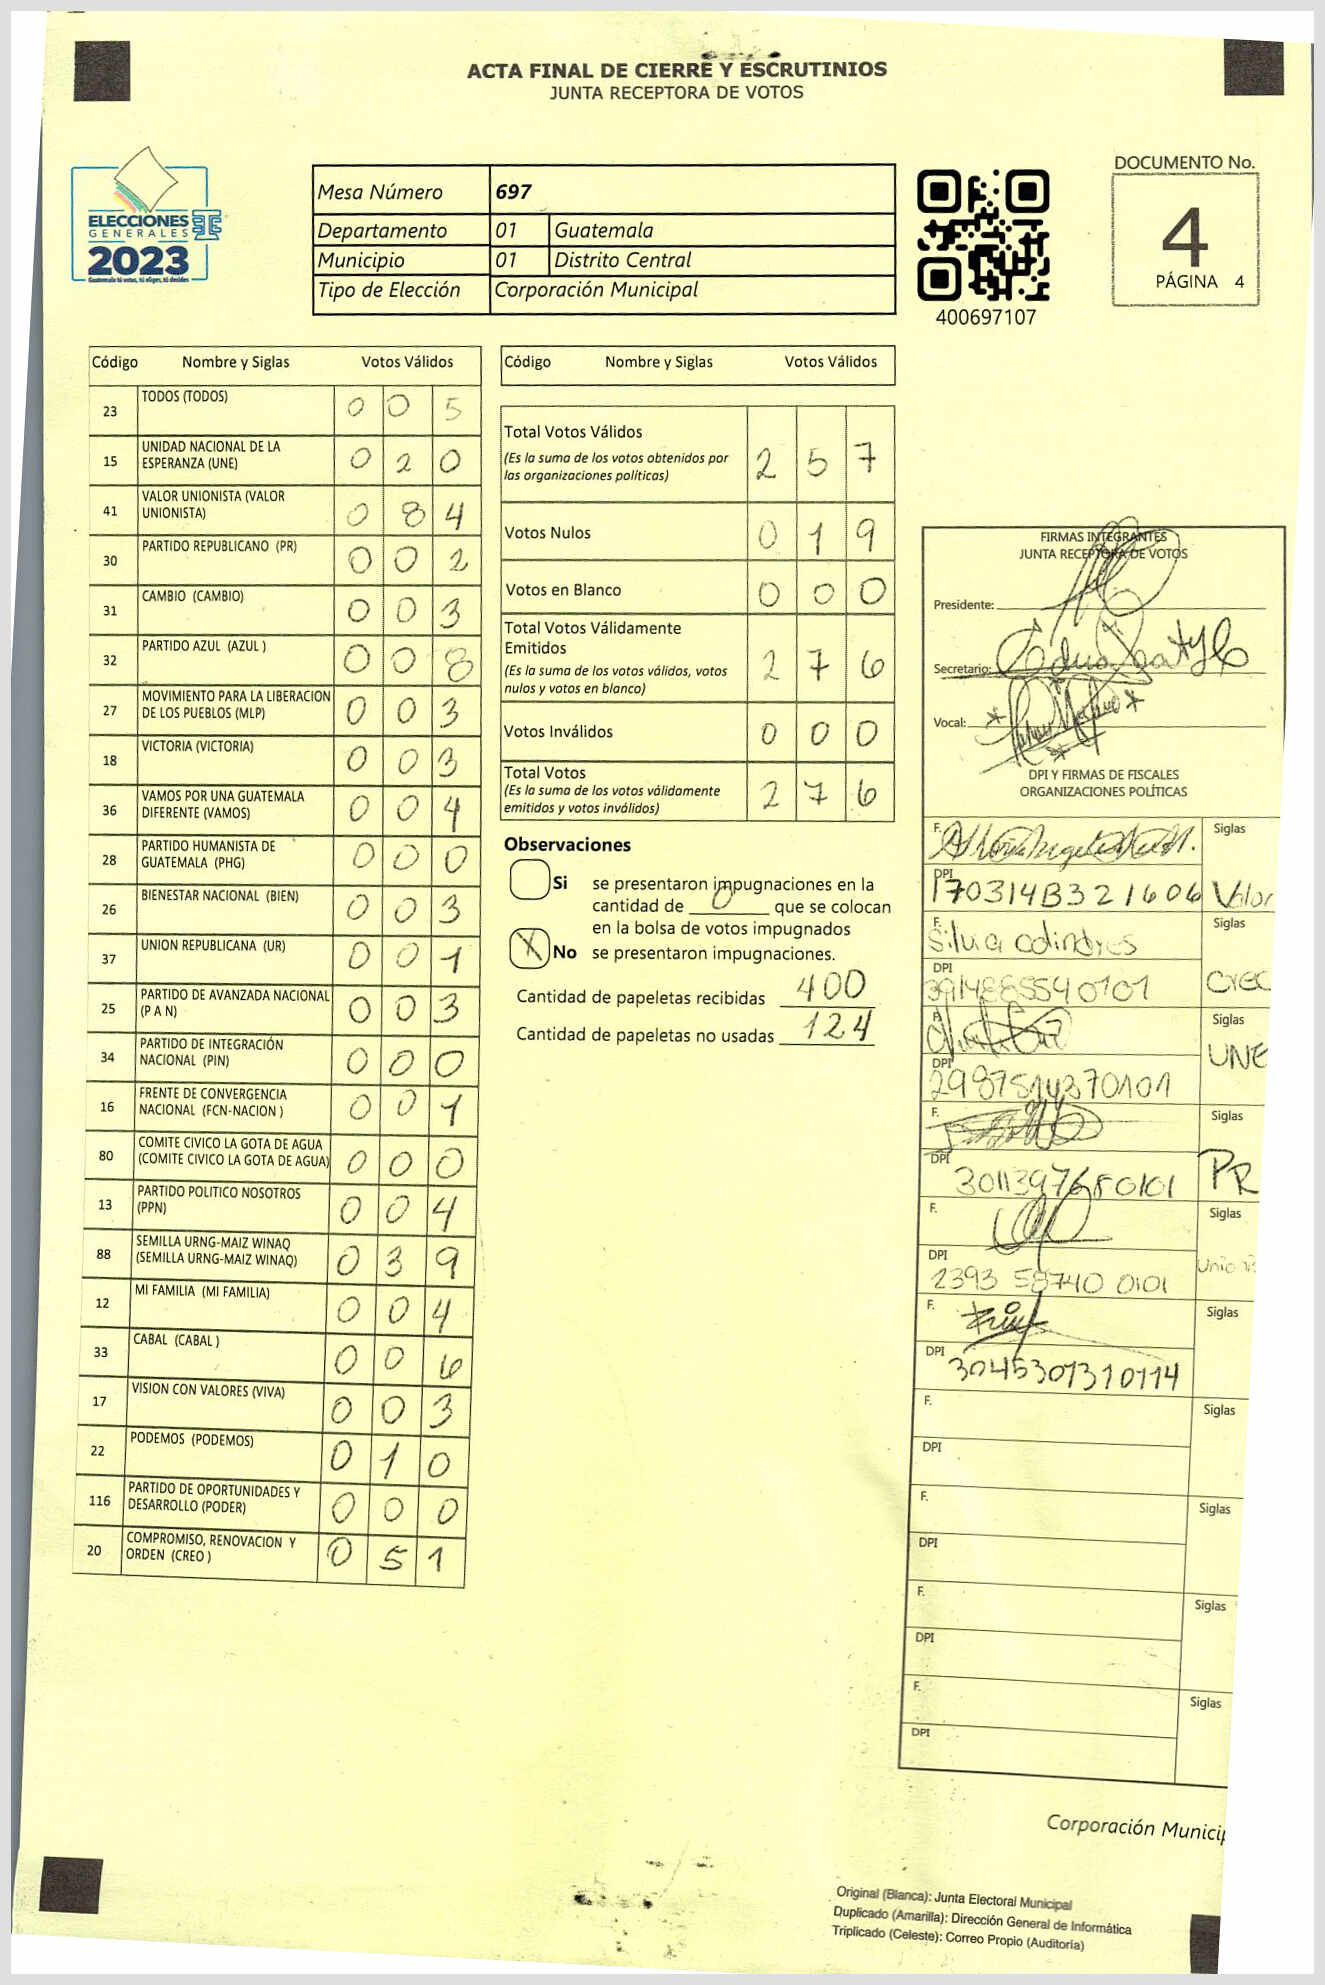 ACTA FINAL DE CIERRE Y ESCRUTINIOS
JUNTA RECEPTORA DE VOTOS
ELECCIONES
GENERALES
2023
Guatemala tú votas, tú eliges, tú decides
Mesa Número 697
Departamento 01 Guatemala
Municipio 01 Distrito Central
Tipo de Elección Corporación Municipal
400697107
DOCUMENTO No.
4
PÁGINA 4
Código Nombre y Siglas Votos Válidos
23 TODOS (TODOS) 0 0 5
15 UNIDAD NACIONAL DE LA
ESPERANZA (UNE) 0 2 0
41 VALOR UNIONISTA (VALOR
UNIONISTA) 0 8 4
30 PARTIDO REPUBLICANO (PR) 0 0 2
31 CAMBIO (CAMBIO) 0 0 3
32 PARTIDO AZUL (AZUL ) 0 0 8
27 MOVIMIENTO PARA LA LIBERACION
DE LOS PUEBLOS (MLP) 0 0 3
18 VICTORIA (VICTORIA) 0 0 3
36 VAMOS POR UNA GUATEMALA
DIFERENTE (VAMOS) 0 0 4
28 PARTIDO HUMANISTA DE
GUATEMALA (PHG) 0 0 0
26 BIENESTAR NACIONAL (BIEN) 0 0 3
37 UNION REPUBLICANA (UR) 0 0 1
25 PARTIDO DE AVANZADA NACIONAL
(P A N) 0 0 3
34 PARTIDO DE INTEGRACIÓN
NACIONAL (PIN) 0 0 0
16 FRENTE DE CONVERGENCIA
NACIONAL (FCN-NACION ) 0 0 1
80 COMITE CIVICO LA GOTA DE AGUA
(COMITE CIVICO LA GOTA DE AGUA) 0 0 0
13 PARTIDO POLITICO NOSOTROS
(PPN) 0 0 4
88 SEMILLA URNG-MAIZ WINAQ
(SEMILLA URNG-MAIZ WINAQ) 0 3 9
12 MI FAMILIA (MI FAMILIA) 0 0 4
33 CABAL (CABAL ) 0 0 6
17 VISION CON VALORES (VIVA) 0 0 3
22 PODEMOS (PODEMOS) 0 1 0
116 PARTIDO DE OPORTUNIDADES Y
DESARROLLO (PODER) 0 0 0
20 COMPROMISO, RENOVACION Y
ORDEN (CREO ) 0 5 1
Código Nombre y Siglas Votos Válidos
Total Votos Válidos
(Es la suma de los votos obtenidos por
las organizaciones políticas) 2 5 7
Votos Nulos 0 1 9
Votos en Blanco 0 0 0
Total Votos Válidamente
Emitidos
(Es la suma de los votos válidos, votos
nulos y votos en blanco) 2 7 6
Votos Inválidos 0 0 0
Total Votos
(Es la suma de los votos válidamente
emitidos y votos inválidos) 2 7 6
Observaciones
Si se presentaron impugnaciones en la
cantidad de 0 que se colocan
en la bolsa de votos impugnados
X No se presentaron impugnaciones.
Cantidad de papeletas recibidas 400
Cantidad de papeletas no usadas 124
FIRMAS INTEGRANTES
JUNTA RECEPTORA DE VOTOS
Presidente:
Secretario:
Vocal:
DPI Y FIRMAS DE FISCALES
ORGANIZACIONES POLÍTICAS
F. Siglas
DPI 170314B321606 Valor
F. Silvia Colindres Siglas
DPI 3914885540101 Creo
F. Siglas
DPI 2987514370101 UNE
F. Siglas
DPI 3011397680101 PR
F. Siglas
DPI 2393 58740 0101 Unio
F. Siglas
DPI 3045307310114
F. Siglas
DPI
F. Siglas
DPI
F. Siglas
DPI
F. Siglas
DPI
Corporación Municip
Original (Blanca): Junta Electoral Municipal
Duplicado (Amarilla): Dirección General de Informática
Triplicado (Celeste): Correo Propio (Auditoría)